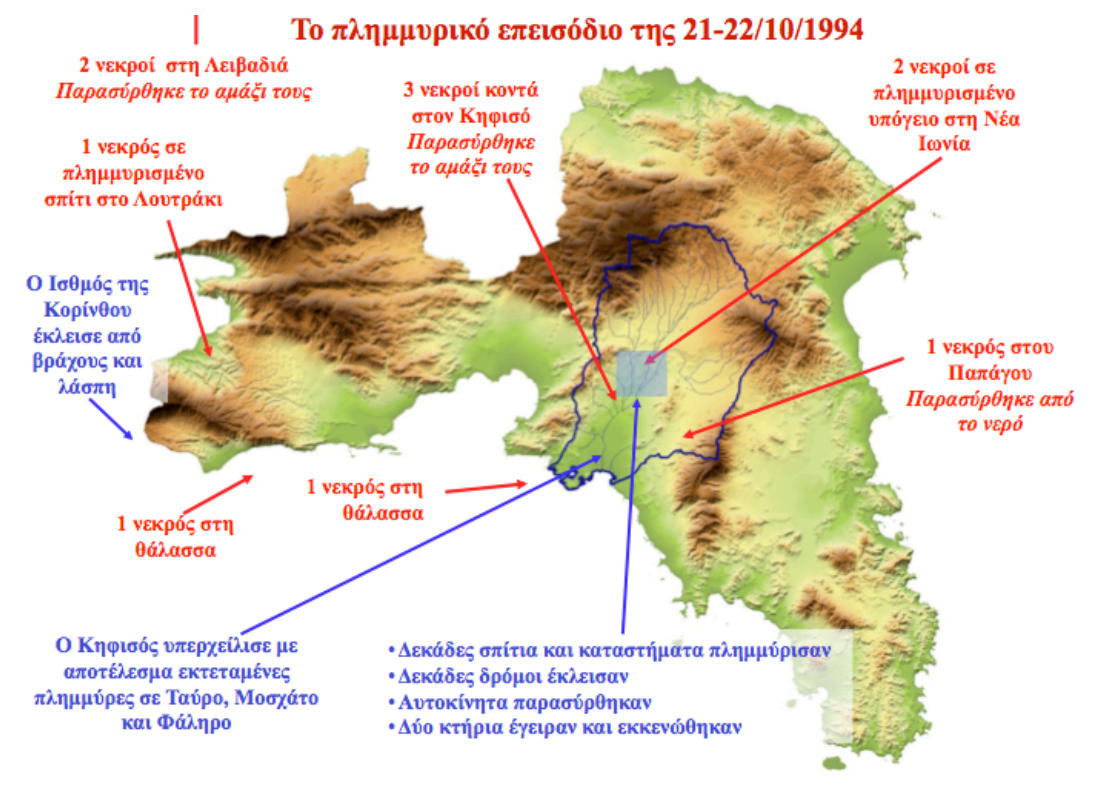 Το πλημμυρικό επεισόδιο της 21-22/10/1994
2 νεκροί στη Λειβαδιά
Παρασύρθηκε το αμάξι τους
3 νεκροί κοντά
στον Κηφισό
Παρασύρθηκε
το αμάξι τους
2 νεκροί σε
πλημμυρισμένο
υπόγειο στη Νέα
Ιωνία
1 νεκρός σε
πλημμυρισμένο
σπίτι στο Λουτράκι
Ο Ισθμός της
Κορίνθου
έκλεισε από
βράχους και
λάσπη
1 νεκρός στου
Παπάγου
Παρασύρθηκε από
το νερό
1 νεκρός στη
θάλασσα
1 νεκρός στη
θάλασσα
Ο Κηφισός υπερχείλισε με
αποτέλεσμα εκτεταμένες
πλημμύρες σε Ταύρο, Μοσχάτο
και Φάληρο
• Δεκάδες σπίτια και καταστήματα πλημμύρισαν
• Δεκάδες δρόμοι έκλεισαν
• Αυτοκίνητα παρασύρθηκαν
• Δύο κτήρια έγειραν και εκκενώθηκαν